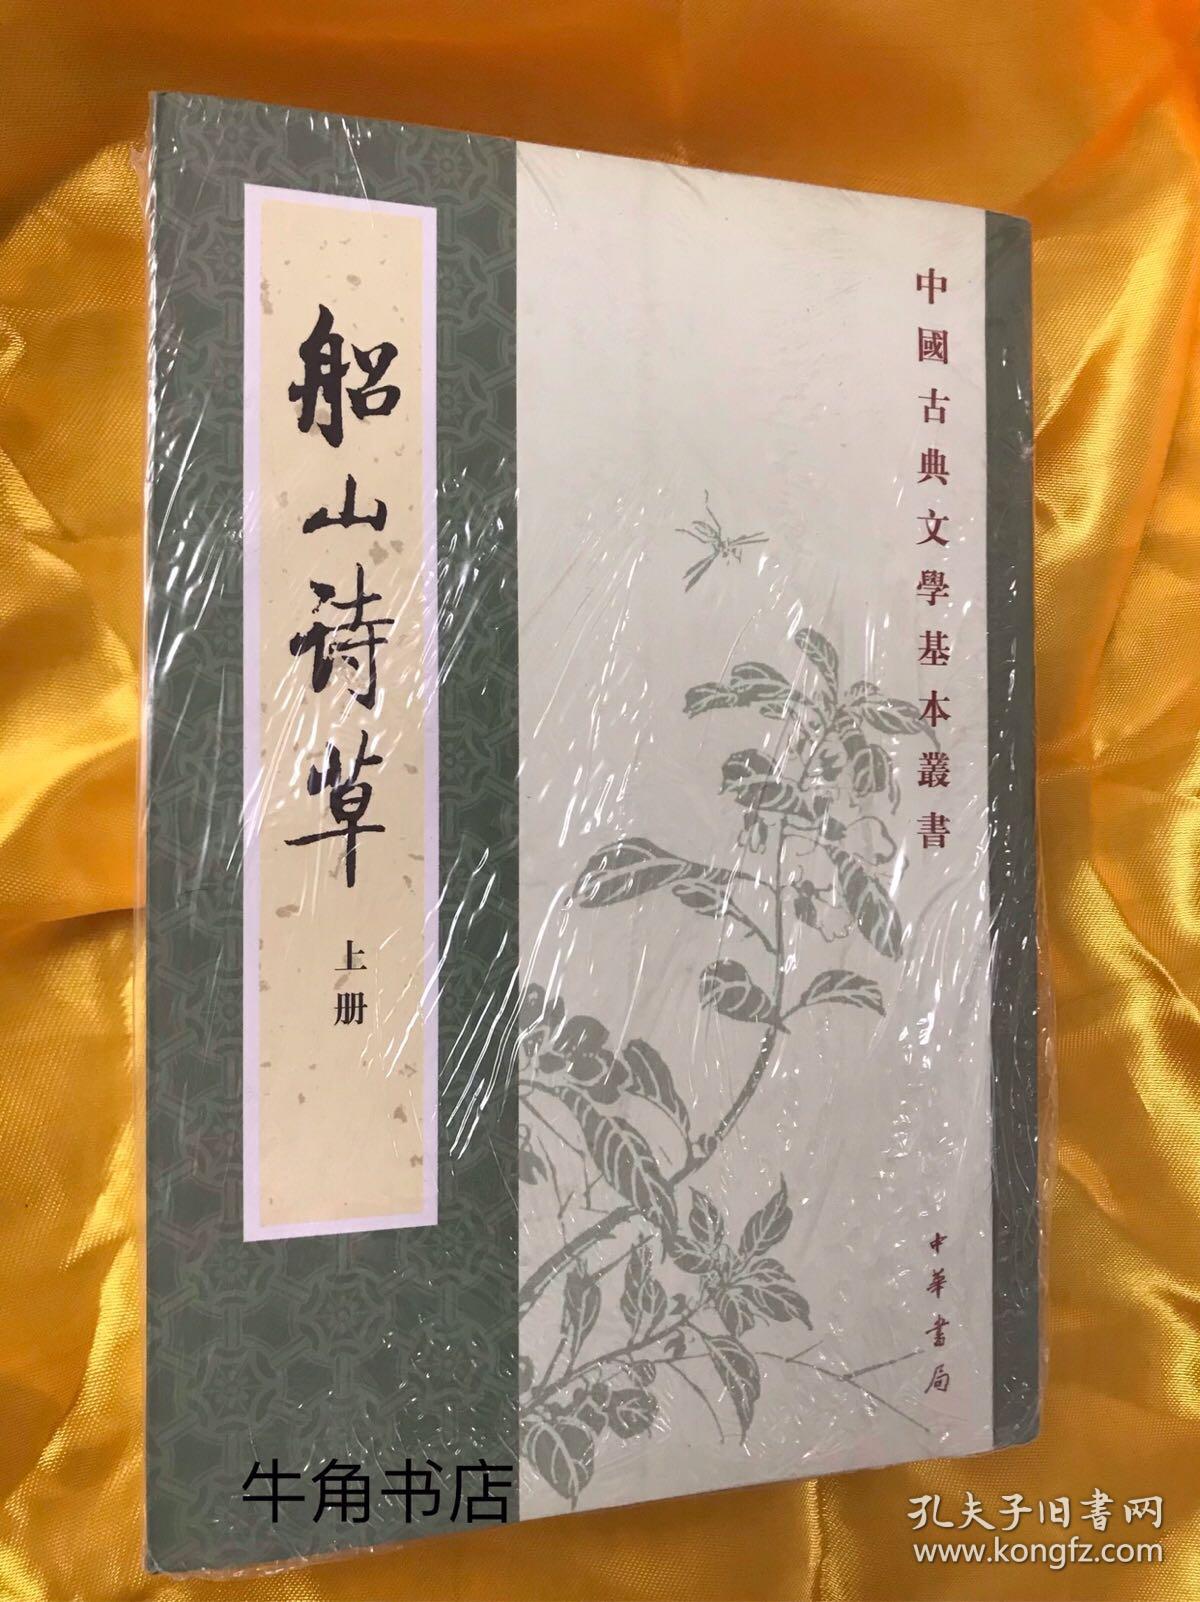 中國古典文學基本叢書
船山诗草
上册
中華書局
牛角书店
孔夫子旧書网
www.kongfz.com